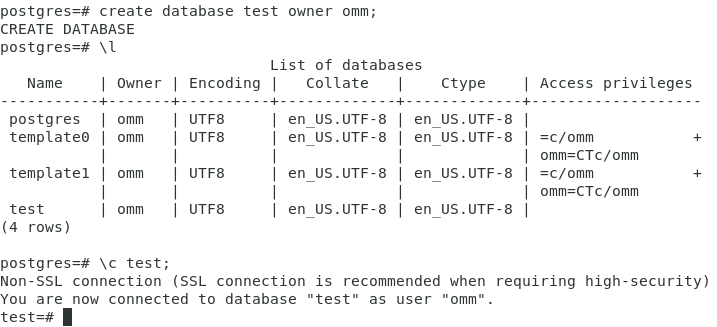 postgres=# create database test owner omm;
CREATE DATABASE
postgres=# \l
                              List of databases
   Name    | Owner | Encoding |   Collate   |    Ctype    | Access privileges
-----------+-------+----------+-------------+-------------+-------------------
 postgres  | omm   | UTF8     | en_US.UTF-8 | en_US.UTF-8 |
 template0 | omm   | UTF8     | en_US.UTF-8 | en_US.UTF-8 | =c/omm           +
           |       |          |             |             | omm=CTc/omm
 template1 | omm   | UTF8     | en_US.UTF-8 | en_US.UTF-8 | =c/omm           +
           |       |          |             |             | omm=CTc/omm
 test      | omm   | UTF8     | en_US.UTF-8 | en_US.UTF-8 |
(4 rows)

postgres=# \c test;
Non-SSL connection (SSL connection is recommended when requiring high-security)
You are now connected to database "test" as user "omm".
test=#